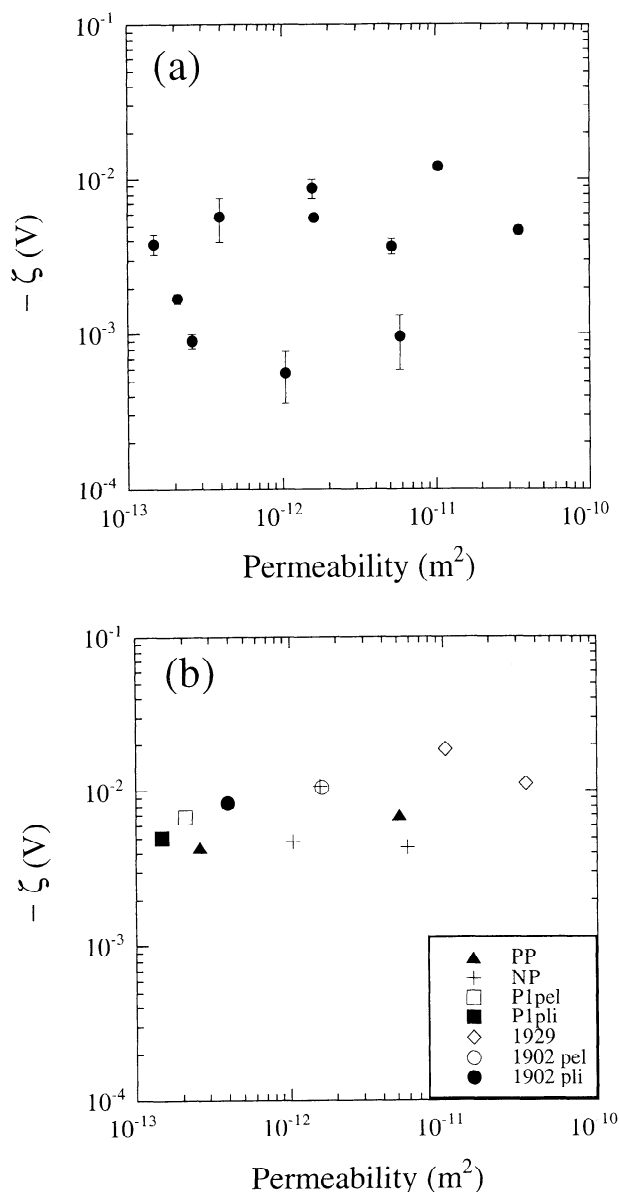 10-1
(a)
10-2
– ζ (V)
10-3
10-4
10-13
10-12
10-11
10-10
Permeability (m2)
10-1
(b)
10-2
– ζ (V)
10-3
PP
NP
P1pel
P1pli
1929
1902 pel
1902 pli
10-4
10-13
10-12
10-11
10-10
Permeability (m2)